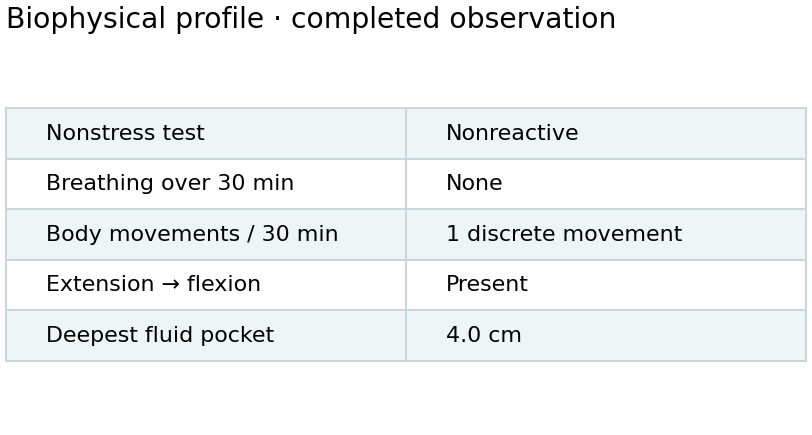 Biophysical profile · completed observation
Nonstress test Nonreactive
Breathing over 30 min None
Body movements / 30 min 1 discrete movement
Extension → flexion Present
Deepest fluid pocket 4.0 cm